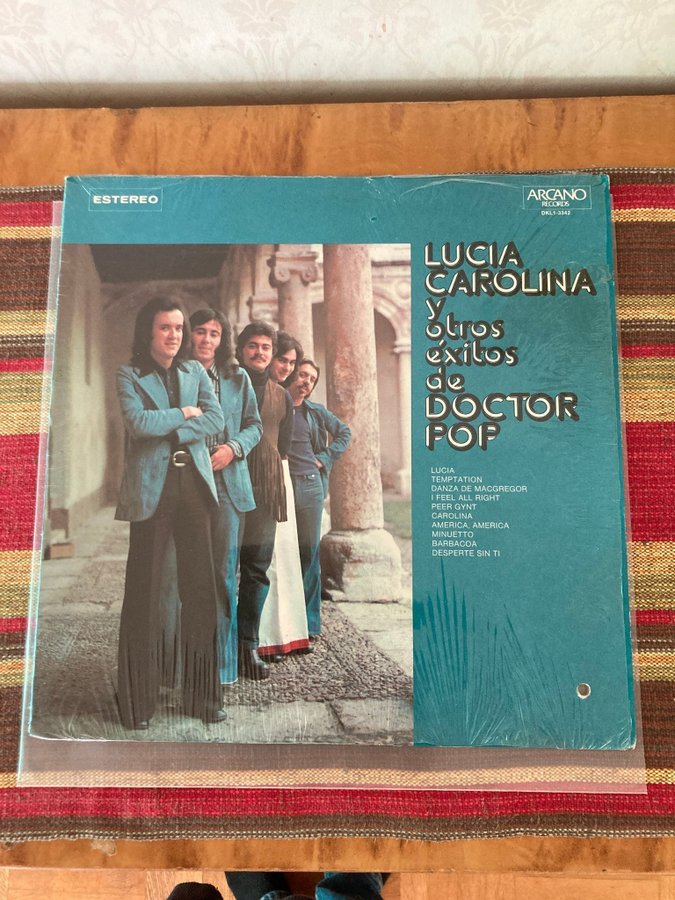 ESTEREO
ARCANO
RECORDS
DKL1-3342
LUCIA
CAROLINA
y
otros
éxitos
de
DOCTOR
POP
LUCIA
TEMPTATION
DANZA DE MACGREGOR
I FEEL ALL RIGHT
PEER GYNT
CAROLINA
AMERICA, AMERICA
MINUETTO
BARBACOA
DESPERTE SIN TI